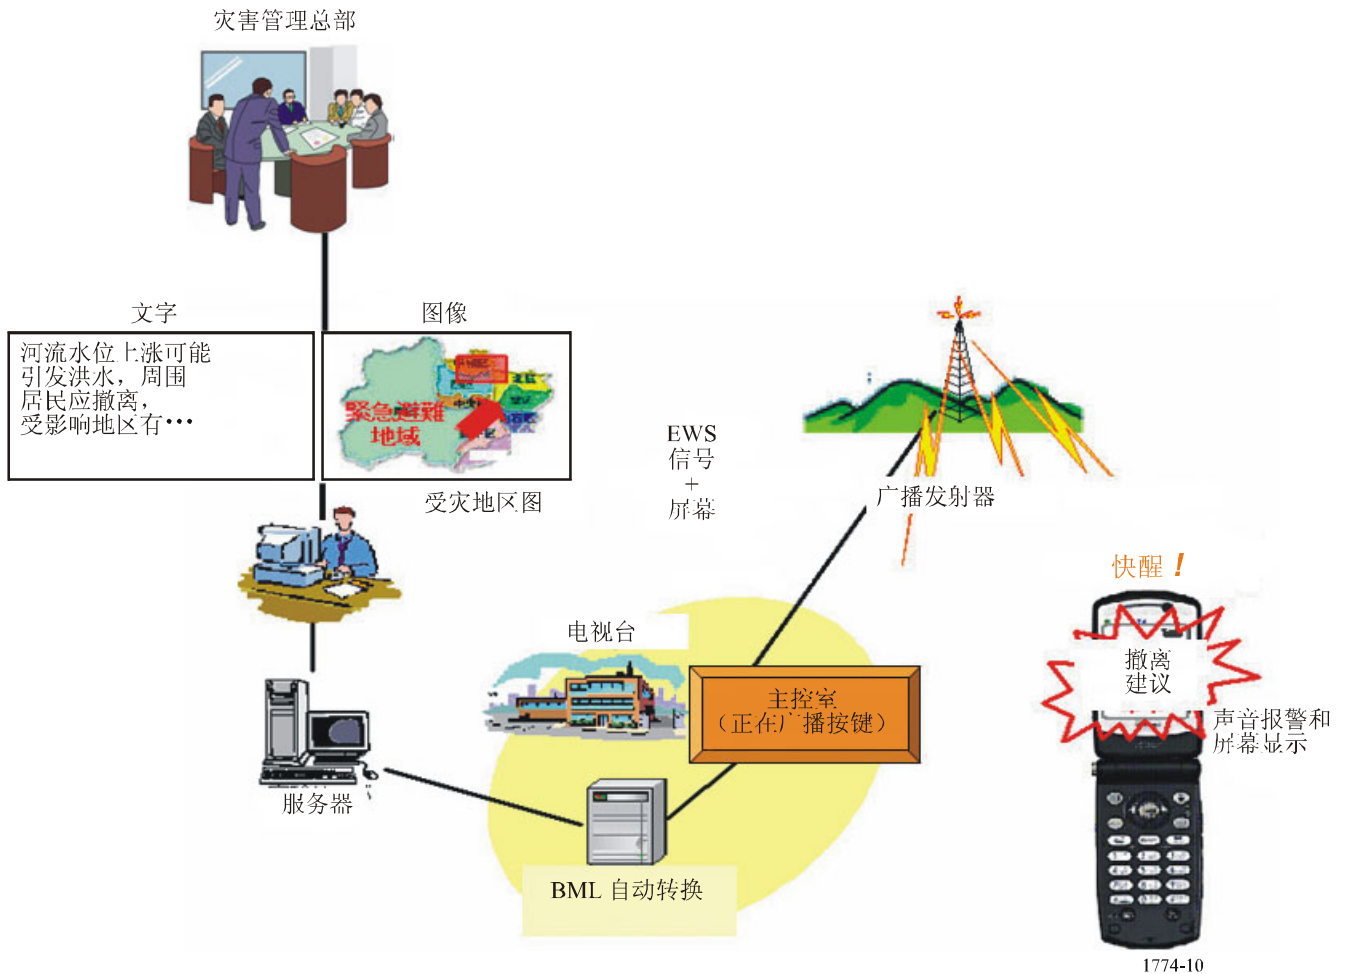 灾害管理总部
文字
图像
河流水位上涨可能
引发洪水，周围
居民应撤离，
受影响地区有•••
緊急避難
地域
受灾地区图
EWS
信号
+
屏幕
广播发射器
快醒！
撤离
建议
声音报警和
屏幕显示
电视台
主控室
（正在广播按键）
服务器
BML 自动转换
1774-10